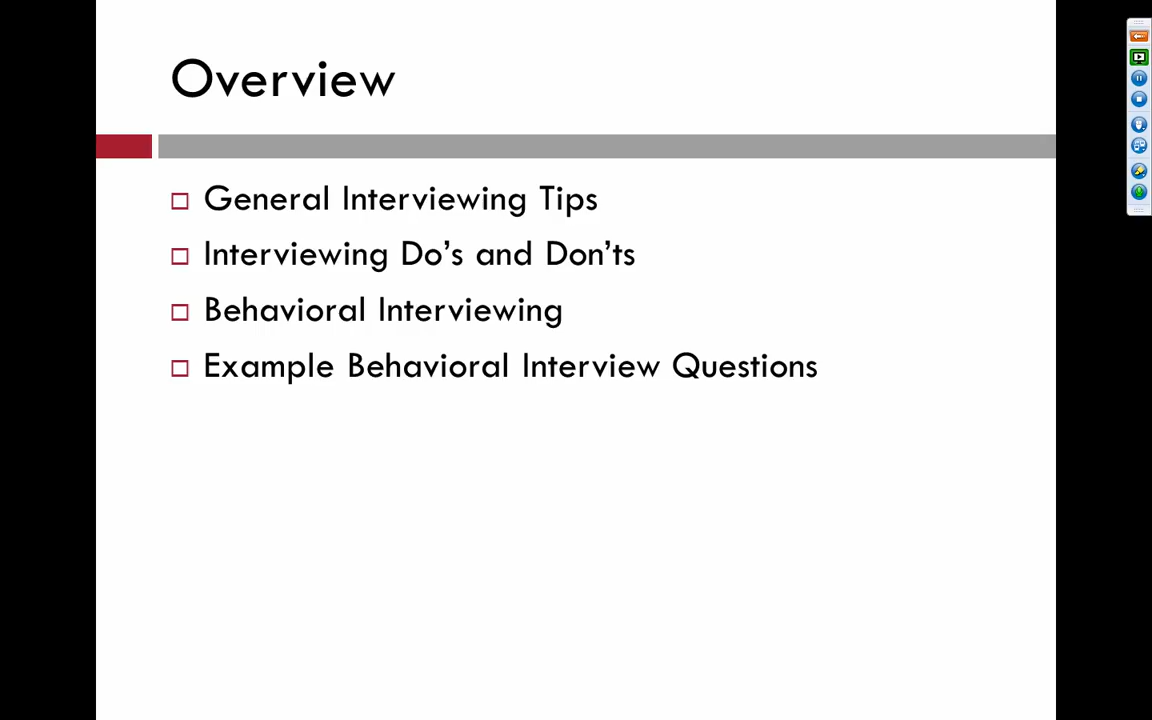 Overview
General Interviewing Tips
Interviewing Do’s and Don’ts
Behavioral Interviewing
Example Behavioral Interview Questions